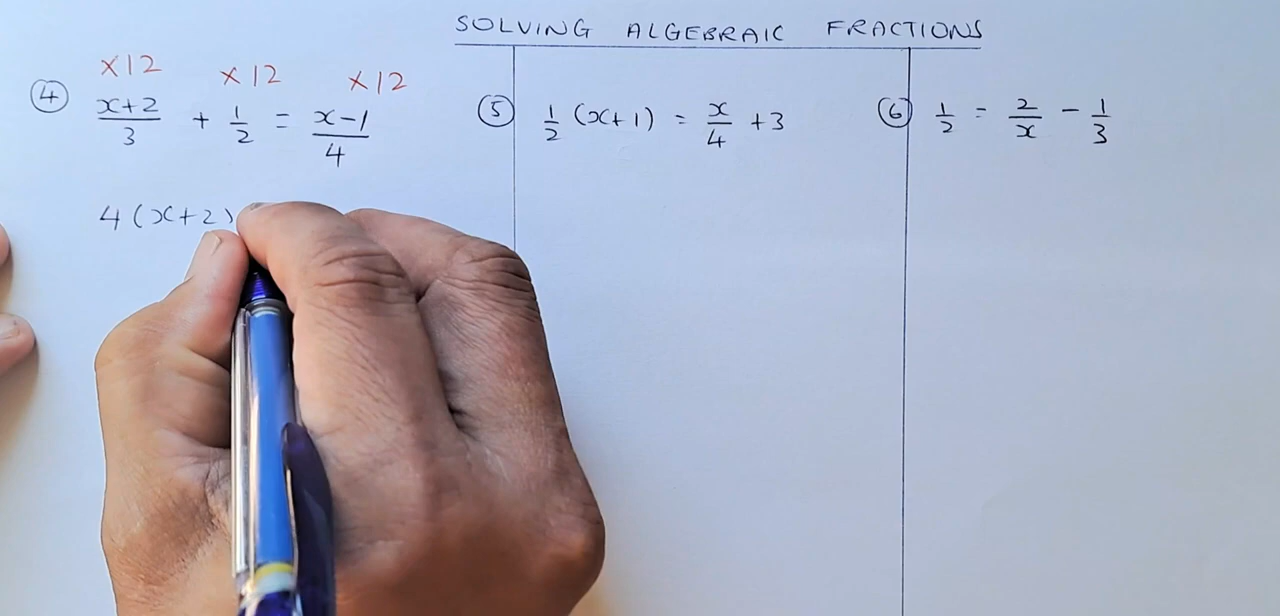 SOLVING ALGEBRAIC FRACTIONS
×12 ×12 ×12
④ x+2/3 + 1/2 = x-1/4
4(x+2)
⑤ 1/2 (x+1) = x/4 +3
⑥ 1/2 = 2/x - 1/3